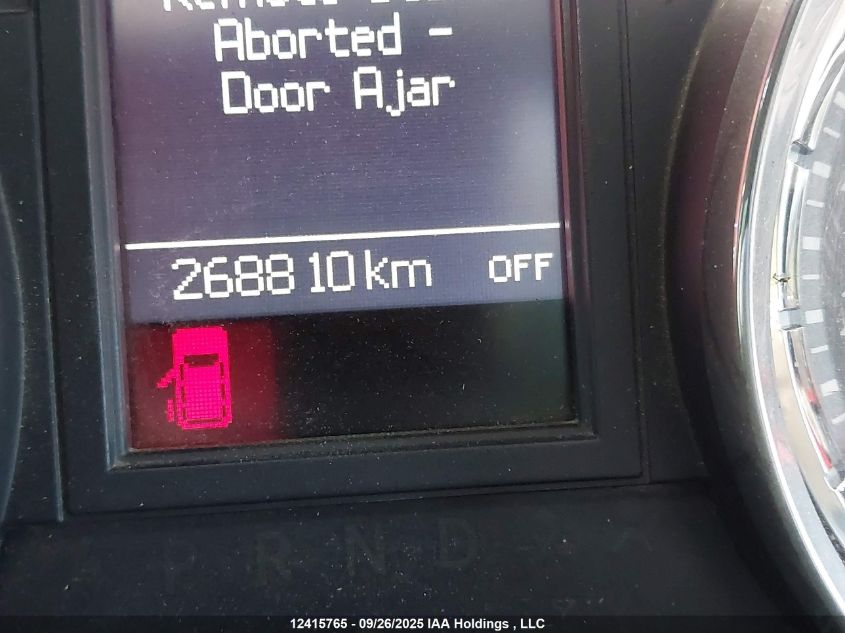 Aborted -
Door Ajar
268810 km OFF
P R N D
12415765 - 09/26/2025 IAA Holdings , LLC